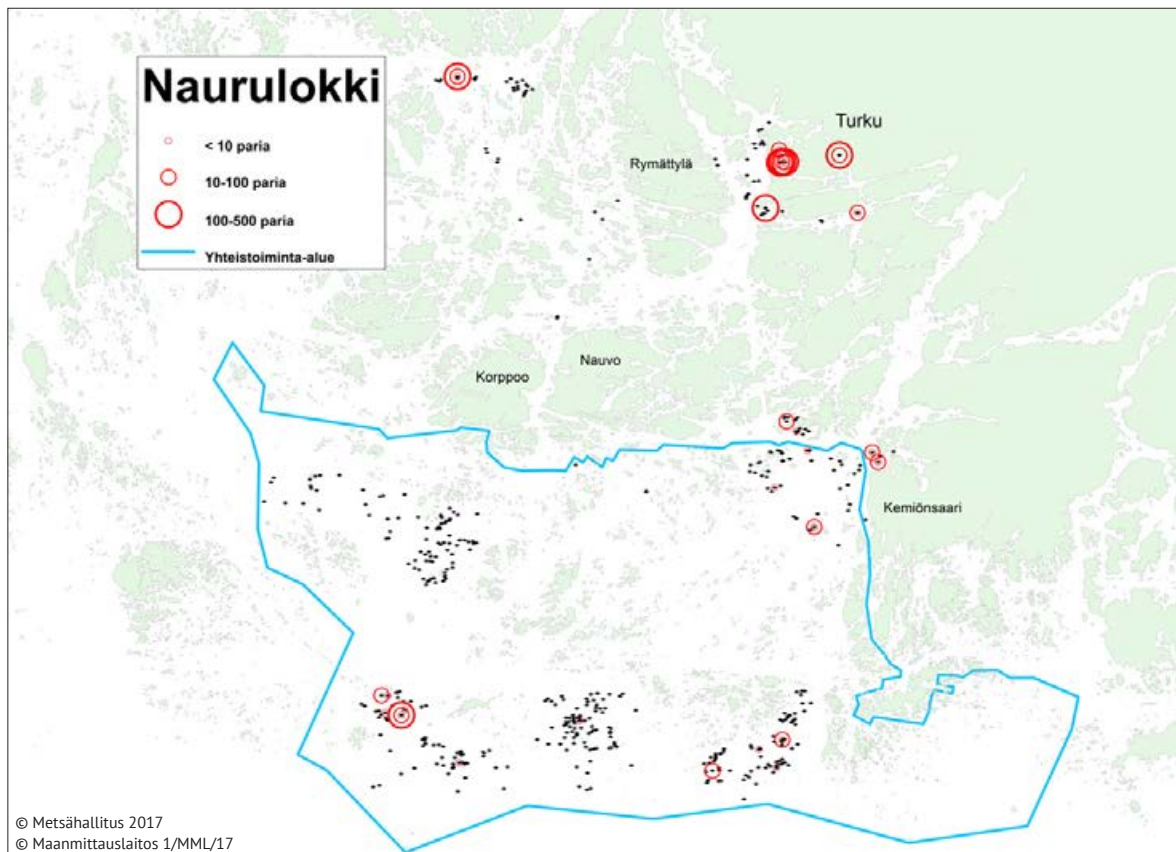 Naurulokki
< 10 paria
10-100 paria
100-500 paria
Yhteistoiminta-alue
Turku
Rymättylä
Nauvo
Korppoo
Kemiönsaari
© Metsähallitus 2017
© Maanmittauslaitos 1/MML/17